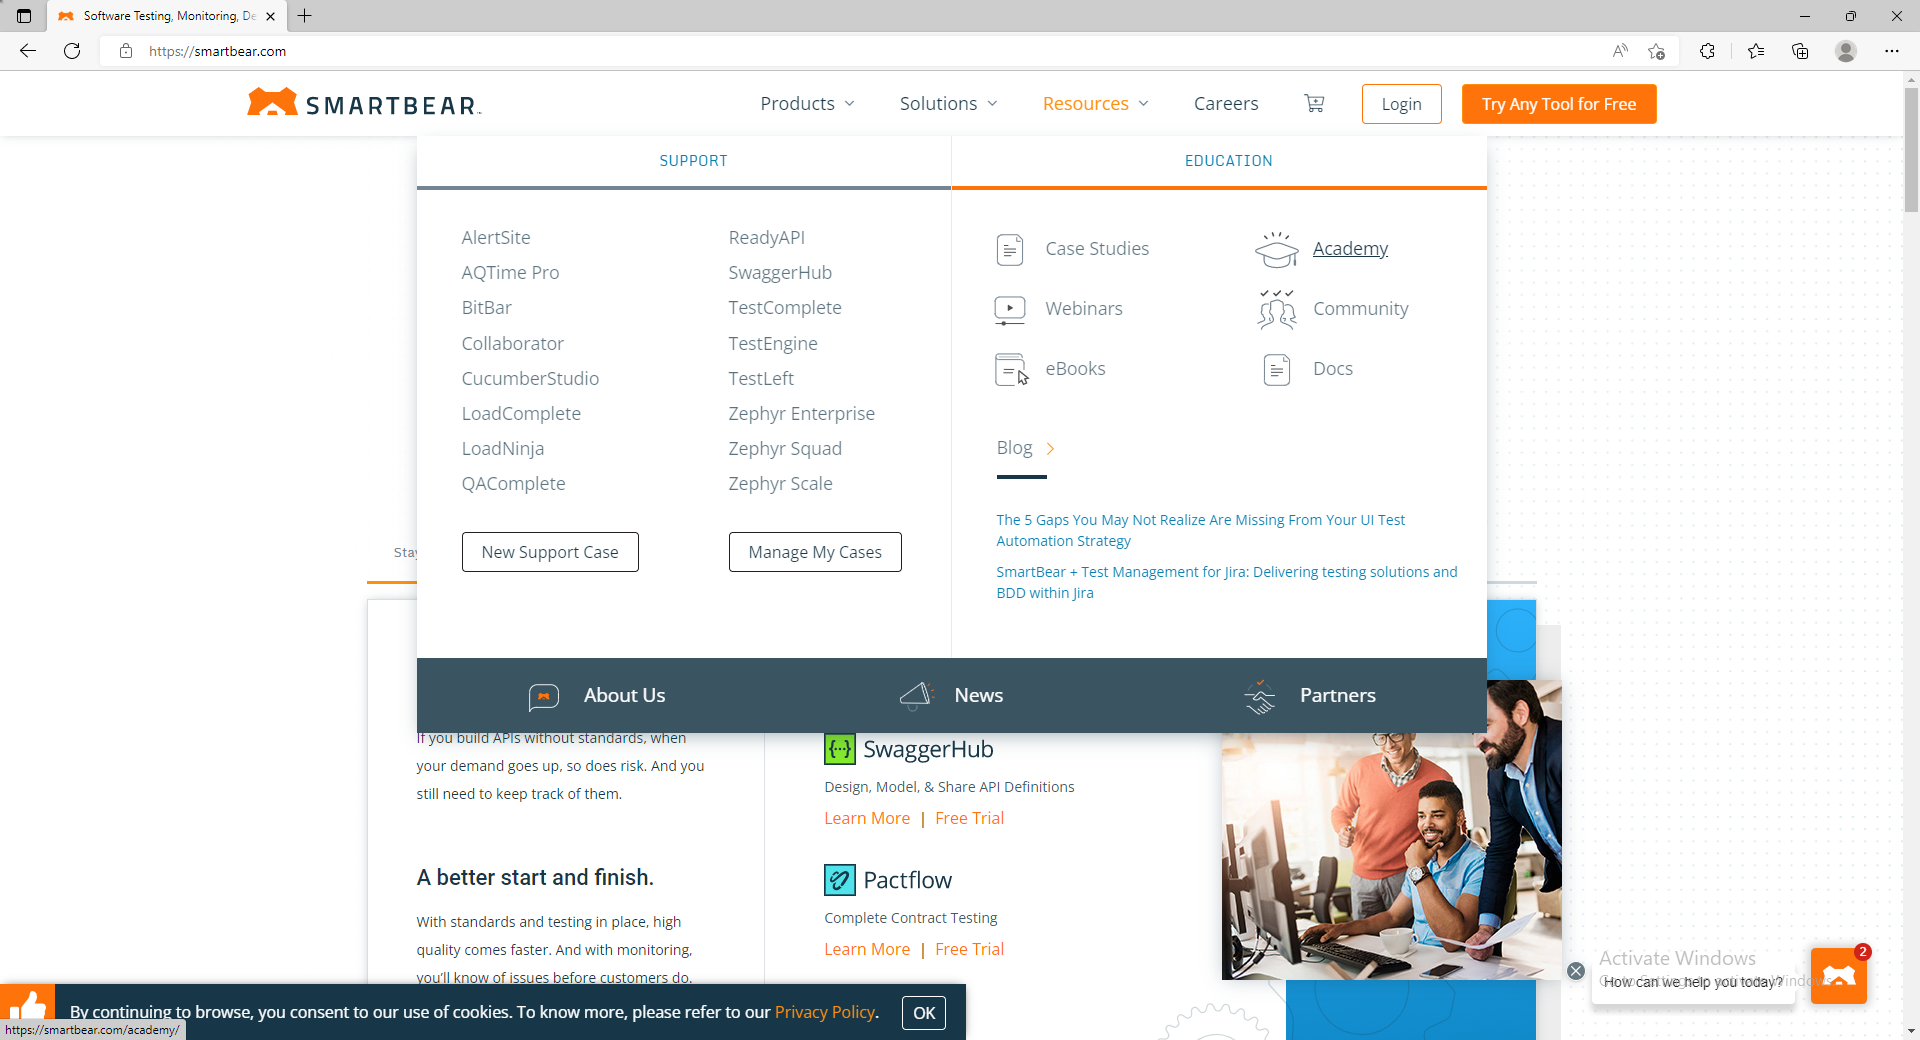 Software Testing, Monitoring, De
https://smartbear.com
SMARTBEAR
Products
Solutions
Resources
Careers
Login
Try Any Tool for Free
SUPPORT
EDUCATION
AlertSite
AQTime Pro
BitBar
Collaborator
CucumberStudio
LoadComplete
LoadNinja
QAComplete
New Support Case
ReadyAPI
SwaggerHub
TestComplete
TestEngine
TestLeft
Zephyr Enterprise
Zephyr Squad
Zephyr Scale
Manage My Cases
Case Studies
Webinars
eBooks
Academy
Community
Docs
Blog
The 5 Gaps You May Not Realize Are Missing From Your UI Test
Automation Strategy
SmartBear + Test Management for Jira: Delivering testing solutions and
BDD within Jira
Stay
About Us
News
Partners
If you build APIs without standards, when
your demand goes up, so does risk. And you
still need to keep track of them.
A better start and finish.
With standards and testing in place, high
quality comes faster. And with monitoring,
you'll know of issues before customers do.
SwaggerHub
Design, Model, & Share API Definitions
Learn More | Free Trial
Pactflow
Complete Contract Testing
Learn More | Free Trial
Activate Windows
Go to Settings to activate Windows.
How can we help you today?
2
By continuing to browse, you consent to our use of cookies. To know more, please refer to our Privacy Policy.
OK
https://smartbear.com/academy/